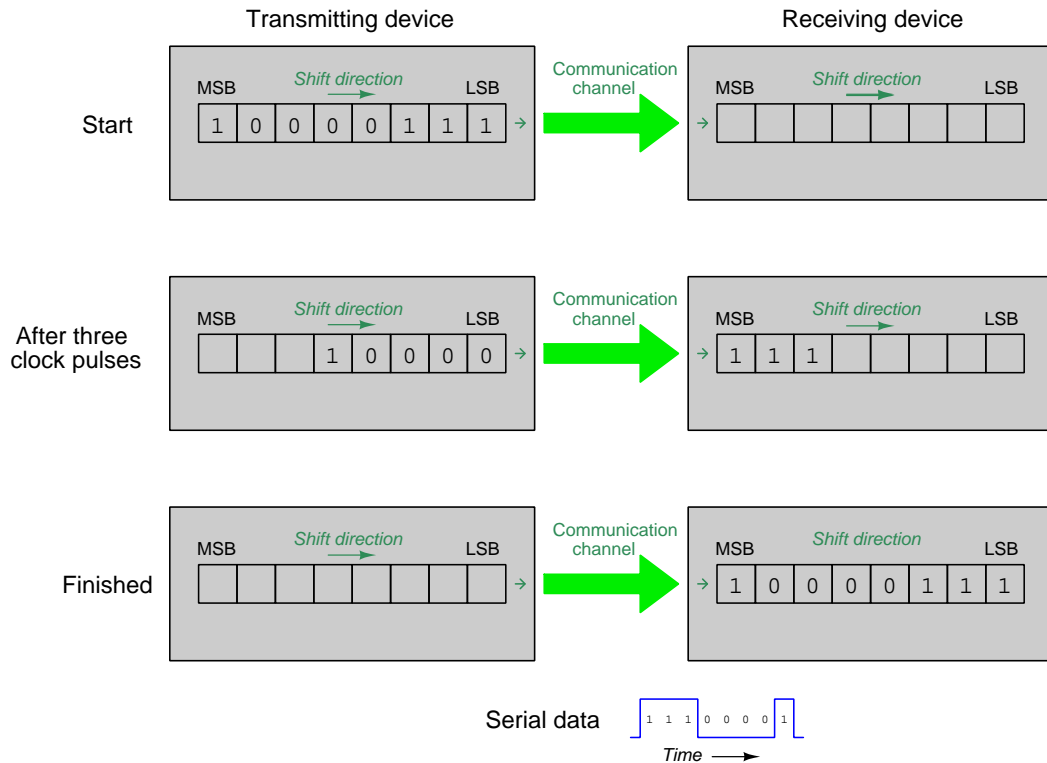 Transmitting device
Receiving device
Start
MSB
Shift direction
LSB
1 0 0 0 0 1 1 1
Communication
channel
MSB
Shift direction
LSB
After three
clock pulses
MSB
Shift direction
LSB
1 0 0 0 0
Communication
channel
MSB
Shift direction
LSB
1 1 1
Finished
MSB
Shift direction
LSB
Communication
channel
MSB
Shift direction
LSB
1 0 0 0 0 1 1 1
Serial data
1 1 1 0 0 0 0 1
Time